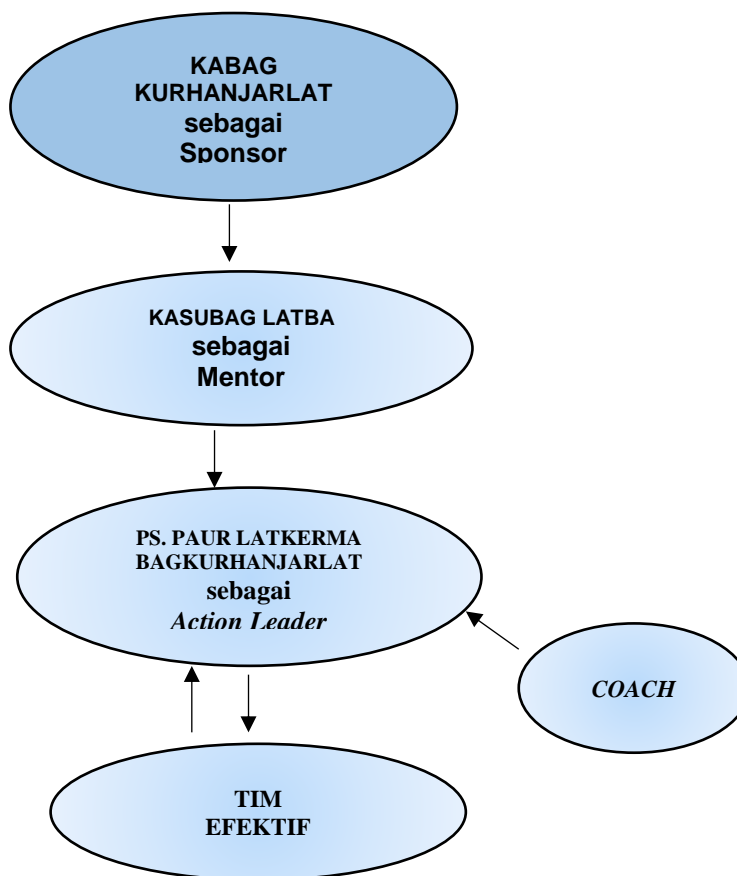 KABAG
KURHANJARLAT
sebagai
Sponsor
KASUBAG LATBA
sebagai
Mentor
PS. PAUR LATKERMA
BAGKURHANJARLAT
sebagai
Action Leader
COACH
TIM
EFEKTIF